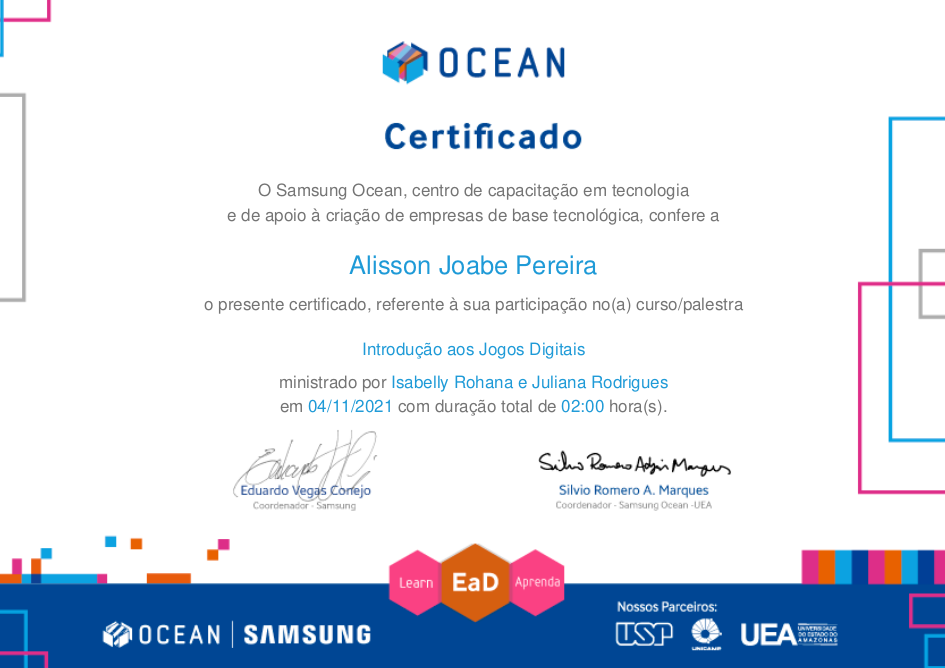 OCEAN
Certificado
O Samsung Ocean, centro de capacitação em tecnologia
e de apoio à criação de empresas de base tecnológica, confere a
Alisson Joabe Pereira
o presente certificado, referente à sua participação no(a) curso/palestra
Introdução aos Jogos Digitais
ministrado por Isabelly Rohana e Juliana Rodrigues
em 04/11/2021 com duração total de 02:00 hora(s).
Eduardo Vegas Conejo
Coordenador - Samsung
Silvio Romero A. Marques
Coordenador - Samsung Ocean -UEA
Learn
EaD
Aprenda
OCEAN | SAMSUNG
Nossos Parceiros:
USP
UNICAMP
UEA
UNIVERSIDADE
DO ESTADO DO
AMAZONAS